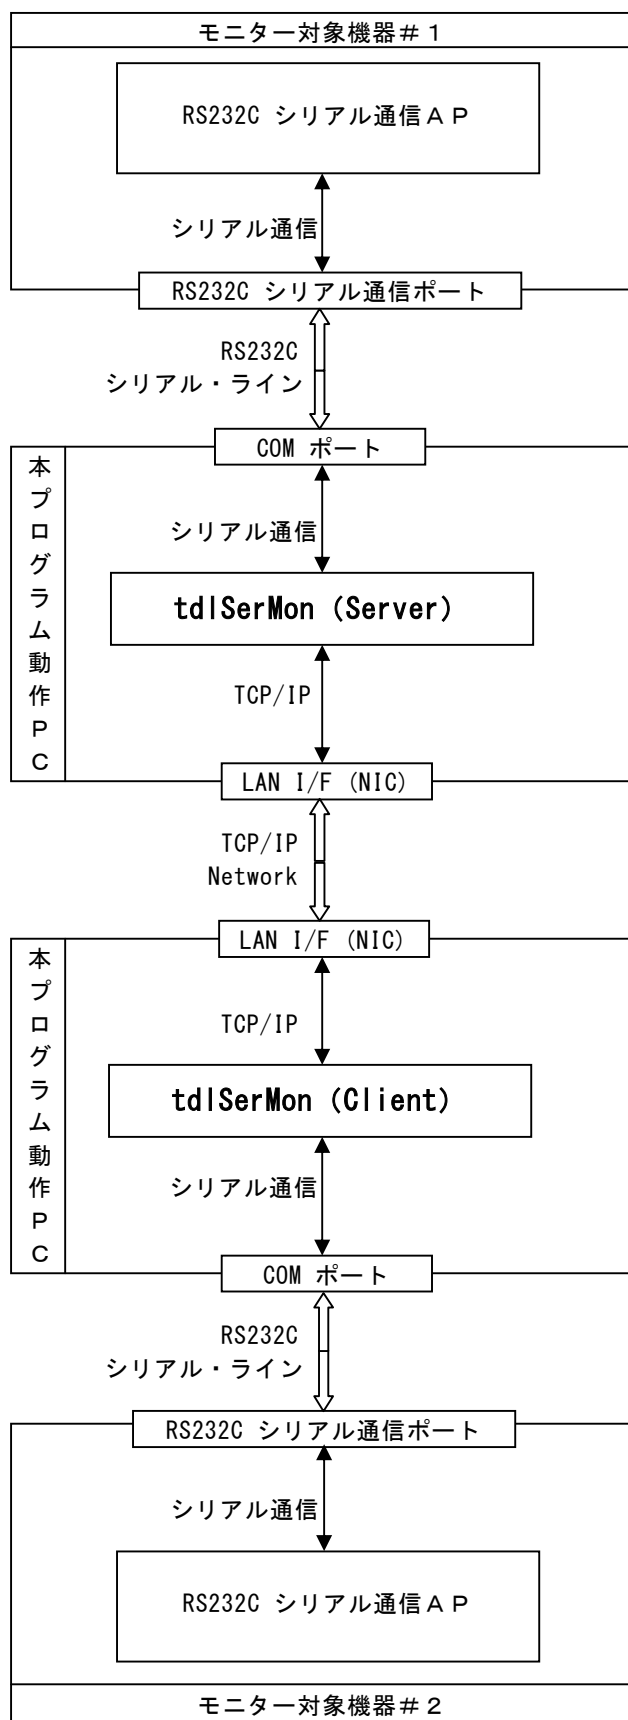 モニター対象機器＃１
RS232C シリアル通信ＡＰ
シリアル通信
RS232C シリアル通信ポート
RS232C
シリアル・ライン
COM ポート
本プログラム動作ＰＣ
シリアル通信
tdlSerMon (Server)
TCP/IP
LAN I/F (NIC)
TCP/IP
Network
LAN I/F (NIC)
本プログラム動作ＰＣ
TCP/IP
tdlSerMon (Client)
シリアル通信
COM ポート
RS232C
シリアル・ライン
RS232C シリアル通信ポート
シリアル通信
RS232C シリアル通信ＡＰ
モニター対象機器＃２